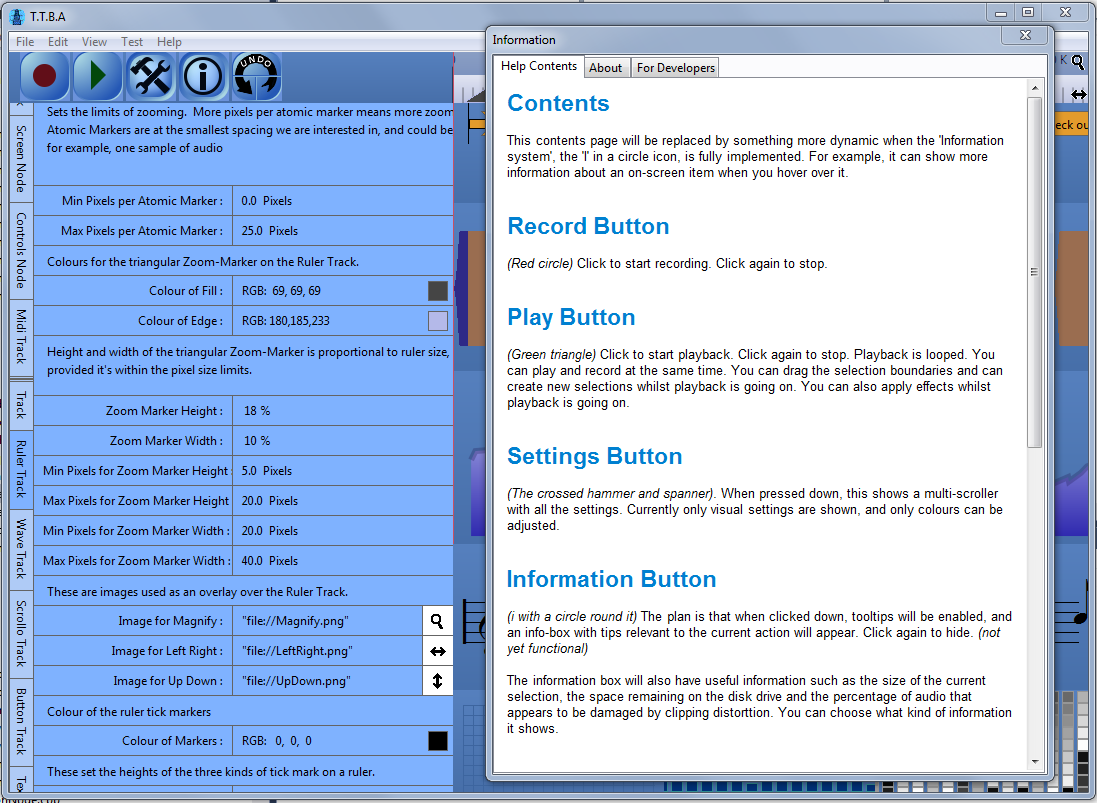 T.T.B.A
File Edit View Test Help
UNDO
Sets the limits of zooming. More pixels per atomic marker means more zoom
Atomic Markers are at the smallest spacing we are interested in, and could be
for example, one sample of audio
Min Pixels per Atomic Marker : 0.0 Pixels
Max Pixels per Atomic Marker : 25.0 Pixels
Colours for the triangular Zoom-Marker on the Ruler Track.
Colour of Fill : RGB: 69, 69, 69
Colour of Edge : RGB: 180,185,233
Height and width of the triangular Zoom-Marker is proportional to ruler size,
provided it's within the pixel size limits.
Zoom Marker Height : 18 %
Zoom Marker Width : 10 %
Min Pixels for Zoom Marker Height : 5.0 Pixels
Max Pixels for Zoom Marker Height 20.0 Pixels
Min Pixels for Zoom Marker Width : 20.0 Pixels
Max Pixels for Zoom Marker Width : 40.0 Pixels
These are images used as an overlay over the Ruler Track.
Image for Magnify : "file://Magnify.png"
Image for Left Right : "file://LeftRight.png"
Image for Up Down : "file://UpDown.png"
Colour of the ruler tick markers
Colour of Markers : RGB: 0, 0, 0
These set the heights of the three kinds of tick mark on a ruler.
Screen Node
Controls Node
Midi Track
Track
Ruler Track
Wave Track
Scrollo Track
Button Track
Information
Help Contents About For Developers
Contents
This contents page will be replaced by something more dynamic when the 'Information
system', the 'I' in a circle icon, is fully implemented. For example, it can show more
information about an on-screen item when you hover over it.
Record Button
(Red circle) Click to start recording. Click again to stop.
Play Button
(Green triangle) Click to start playback. Click again to stop. Playback is looped. You
can play and record at the same time. You can drag the selection boundaries and can
create new selections whilst playback is going on. You can also apply effects whilst
playback is going on.
Settings Button
(The crossed hammer and spanner). When pressed down, this shows a multi-scroller
with all the settings. Currently only visual settings are shown, and only colours can be
adjusted.
Information Button
(i with a circle round it) The plan is that when clicked down, tooltips will be enabled, and
an info-box with tips relevant to the current action will appear. Click again to hide. (not
yet functional)
The information box will also have useful information such as the size of the current
selection, the space remaining on the disk drive and the percentage of audio that
appears to be damaged by clipping distorttion. You can choose what kind of information
it shows.
K
eck ou